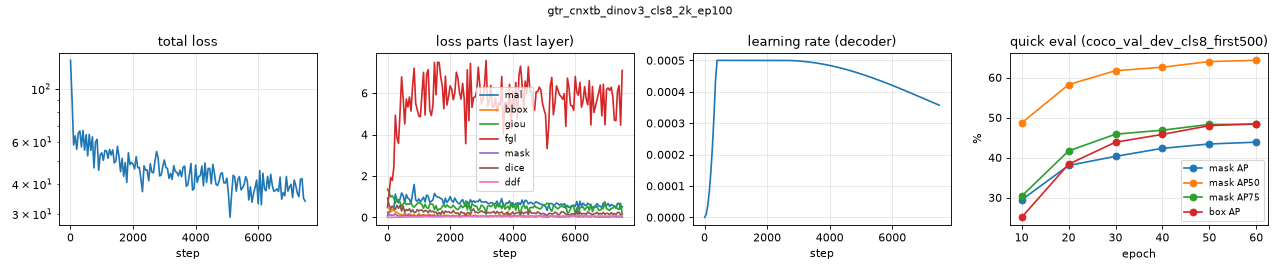 gtr_cnxtb_dinov3_cls8_2k_ep100
total loss
10²
6 × 10¹
4 × 10¹
3 × 10¹
0
2000
4000
6000
step
loss parts (last layer)
6
4
2
0
mal
bbox
giou
fgl
mask
dice
ddf
0
2000
4000
6000
step
learning rate (decoder)
0.0005
0.0004
0.0003
0.0002
0.0001
0.0000
0
2000
4000
6000
step
quick eval (coco_val_dev_cls8_first500)
%
60
50
40
30
mask AP
mask AP50
mask AP75
box AP
10
20
30
40
50
60
epoch